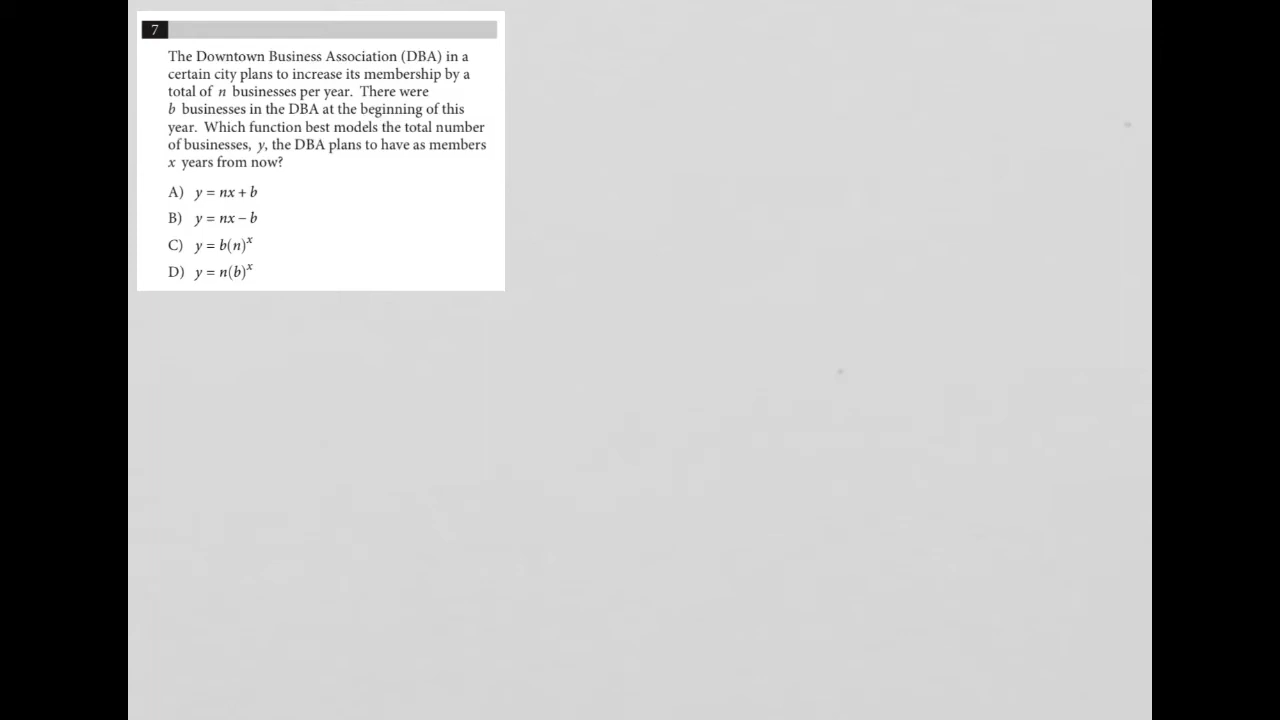 7
The Downtown Business Association (DBA) in a
certain city plans to increase its membership by a
total of n businesses per year. There were
b businesses in the DBA at the beginning of this
year. Which function best models the total number
of businesses, y, the DBA plans to have as members
x years from now?
A) y = nx + b
B) y = nx − b
C) y = b(n)^x
D) y = n(b)^x